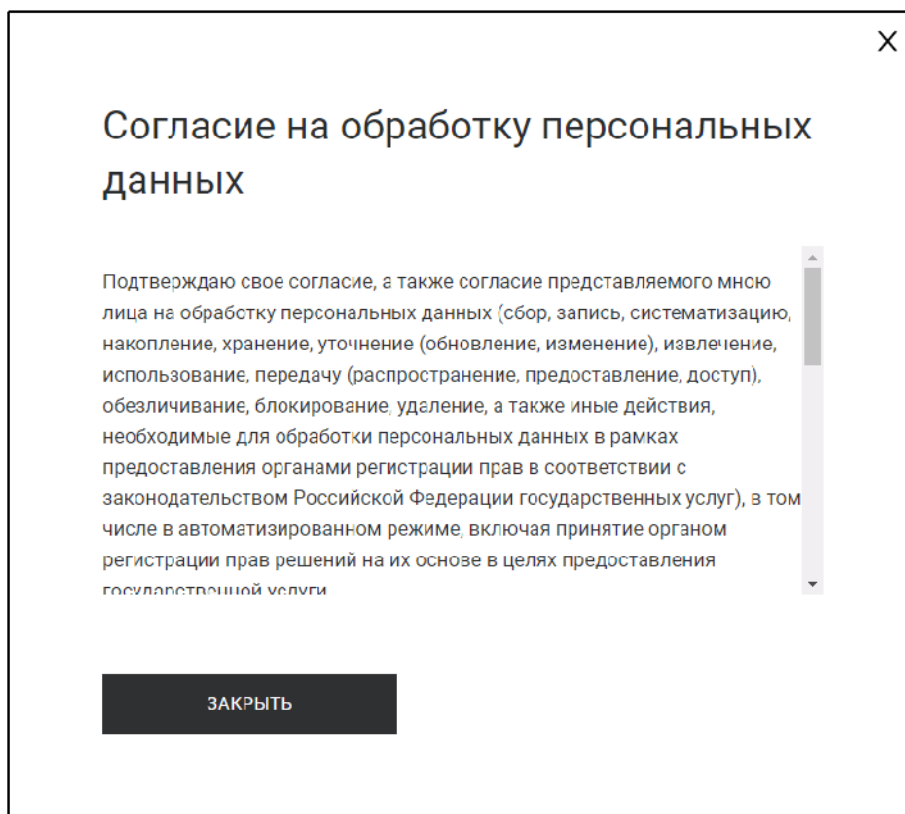 X
Согласие на обработку персональных
данных
Подтверждаю свое согласие, а также согласие представляемого мною
лица на обработку персональных данных (сбор, запись, систематизацию,
накопление, хранение, уточнение (обновление, изменение), извлечение,
использование, передачу (распространение, предоставление, доступ),
обезличивание, блокирование, удаление, а также иные действия,
необходимые для обработки персональных данных в рамках
предоставления органами регистрации прав в соответствии с
законодательством Российской Федерации государственных услуг), в том
числе в автоматизированном режиме, включая принятие органом
регистрации прав решений на их основе в целях предоставления
государственной услуги
ЗАКРЫТЬ